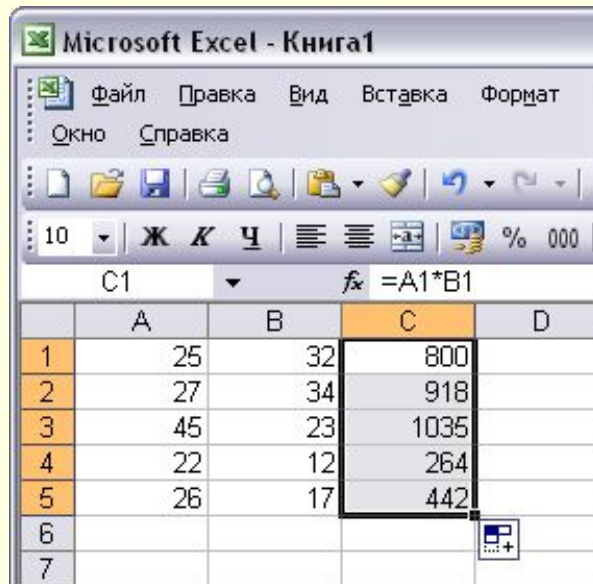 Microsoft Excel - Книга1
Файл Правка Вид Вставка Формат
Окно Справка
10 Ж К Ч % 000
C1 fx =A1*B1
A B C D
1 25 32 800
2 27 34 918
3 45 23 1035
4 22 12 264
5 26 17 442
6
7